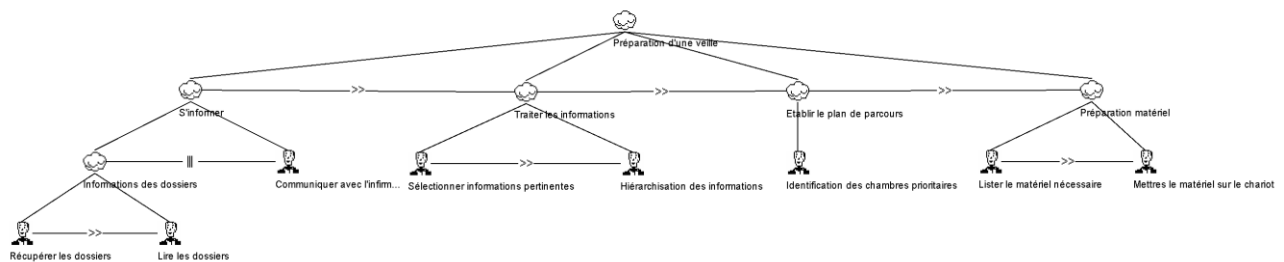 Préparation d'une veille
>>
>>
>>
S'informer
Traiter les informations
Etablir le plan de parcours
Préparation matériel
|||
>>
>>
Informations des dossiers
Communiquer avec l'infirm...
Sélectionner informations pertinentes
Hiérarchisation des informations
Identification des chambres prioritaires
Lister le matériel nécessaire
Mettres le matériel sur le chariot
>>
Récupérer les dossiers
Lire les dossiers